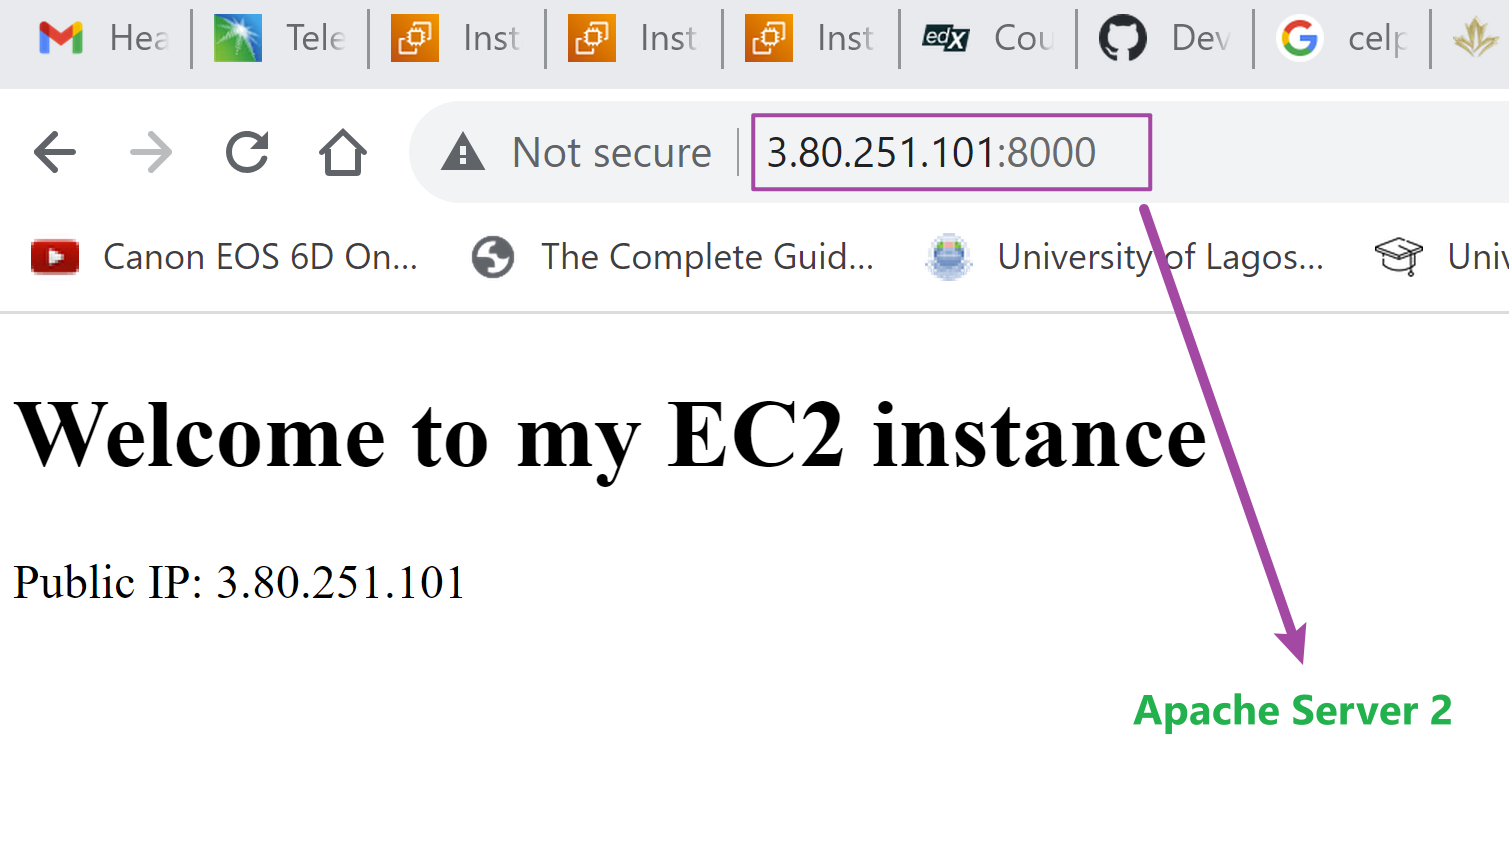 Hea Tele Inst Inst Inst edX Cou Dev celp
Not secure 3.80.251.101:8000
Canon EOS 6D On... The Complete Guid... University of Lagos... Univ
Welcome to my EC2 instance
Public IP: 3.80.251.101
Apache Server 2